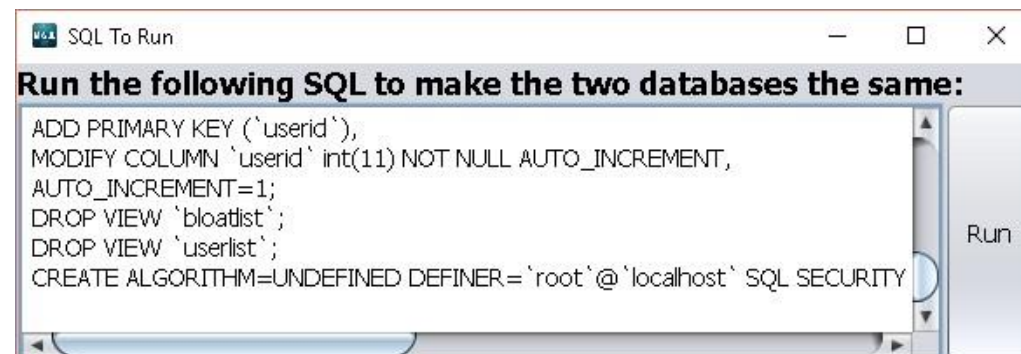 SQL To Run
Run the following SQL to make the two databases the same:
ADD PRIMARY KEY (`userid`),
MODIFY COLUMN `userid` int(11) NOT NULL AUTO_INCREMENT,
AUTO_INCREMENT=1;
DROP VIEW `bloatlist`;
DROP VIEW `userlist`;
CREATE ALGORITHM=UNDEFINED DEFINER=`root`@`localhost` SQL SECURITY
Run